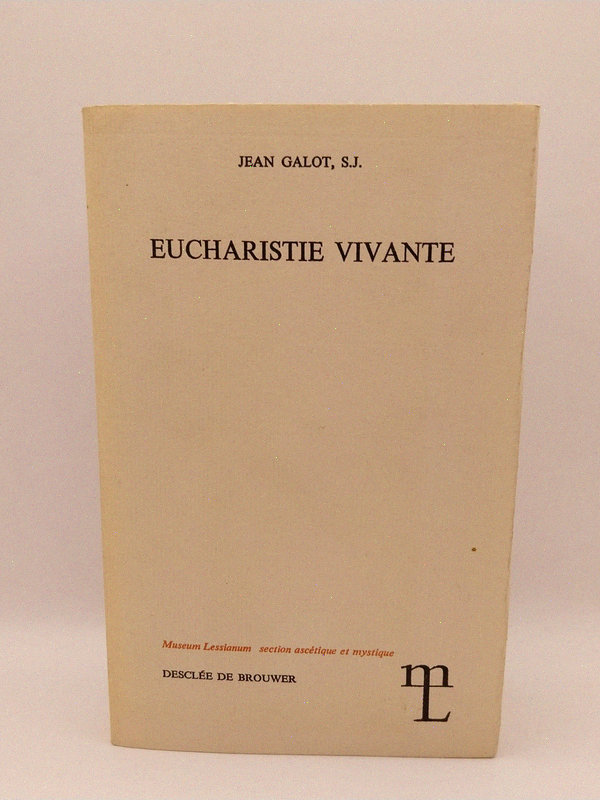 JEAN GALOT, S.J.
EUCHARISTIE VIVANTE
Museum Lessianum section ascétique et mystique
DESCLÉE DE BROUWER
mL